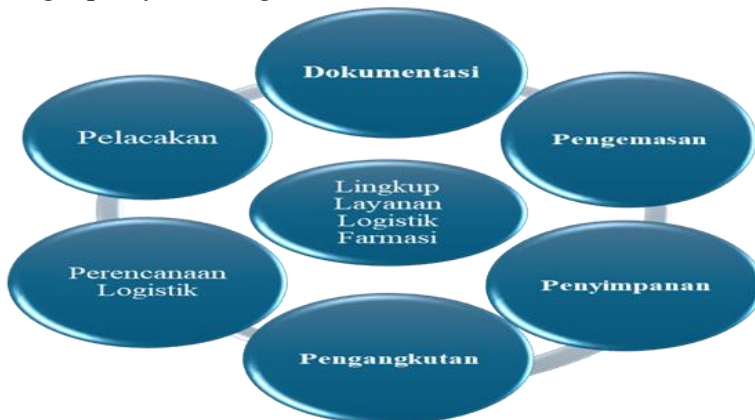 Dokumentasi
Pengemasan
Penyimpanan
Pengangkutan
Perencanaan
Logistik
Pelacakan
Lingkup
Layanan
Logistik
Farmasi